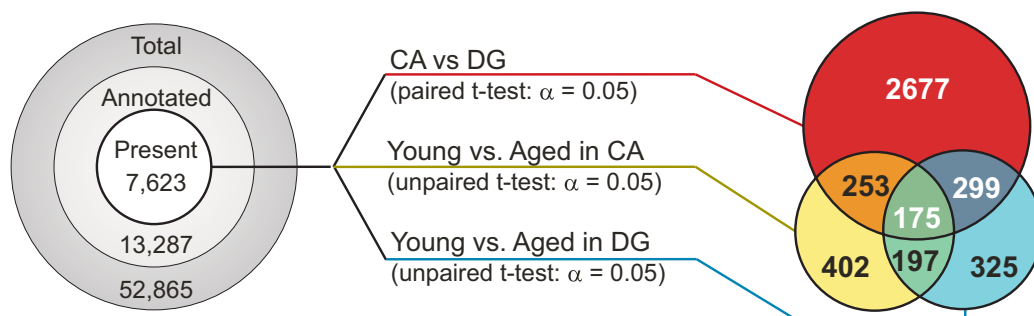 Total
Annotated
Present
7,623
13,287
52,865
CA vs DG
(paired t-test: α = 0.05)
Young vs. Aged in CA
(unpaired t-test: α = 0.05)
Young vs. Aged in DG
(unpaired t-test: α = 0.05)
2677
253
299
175
402
197
325